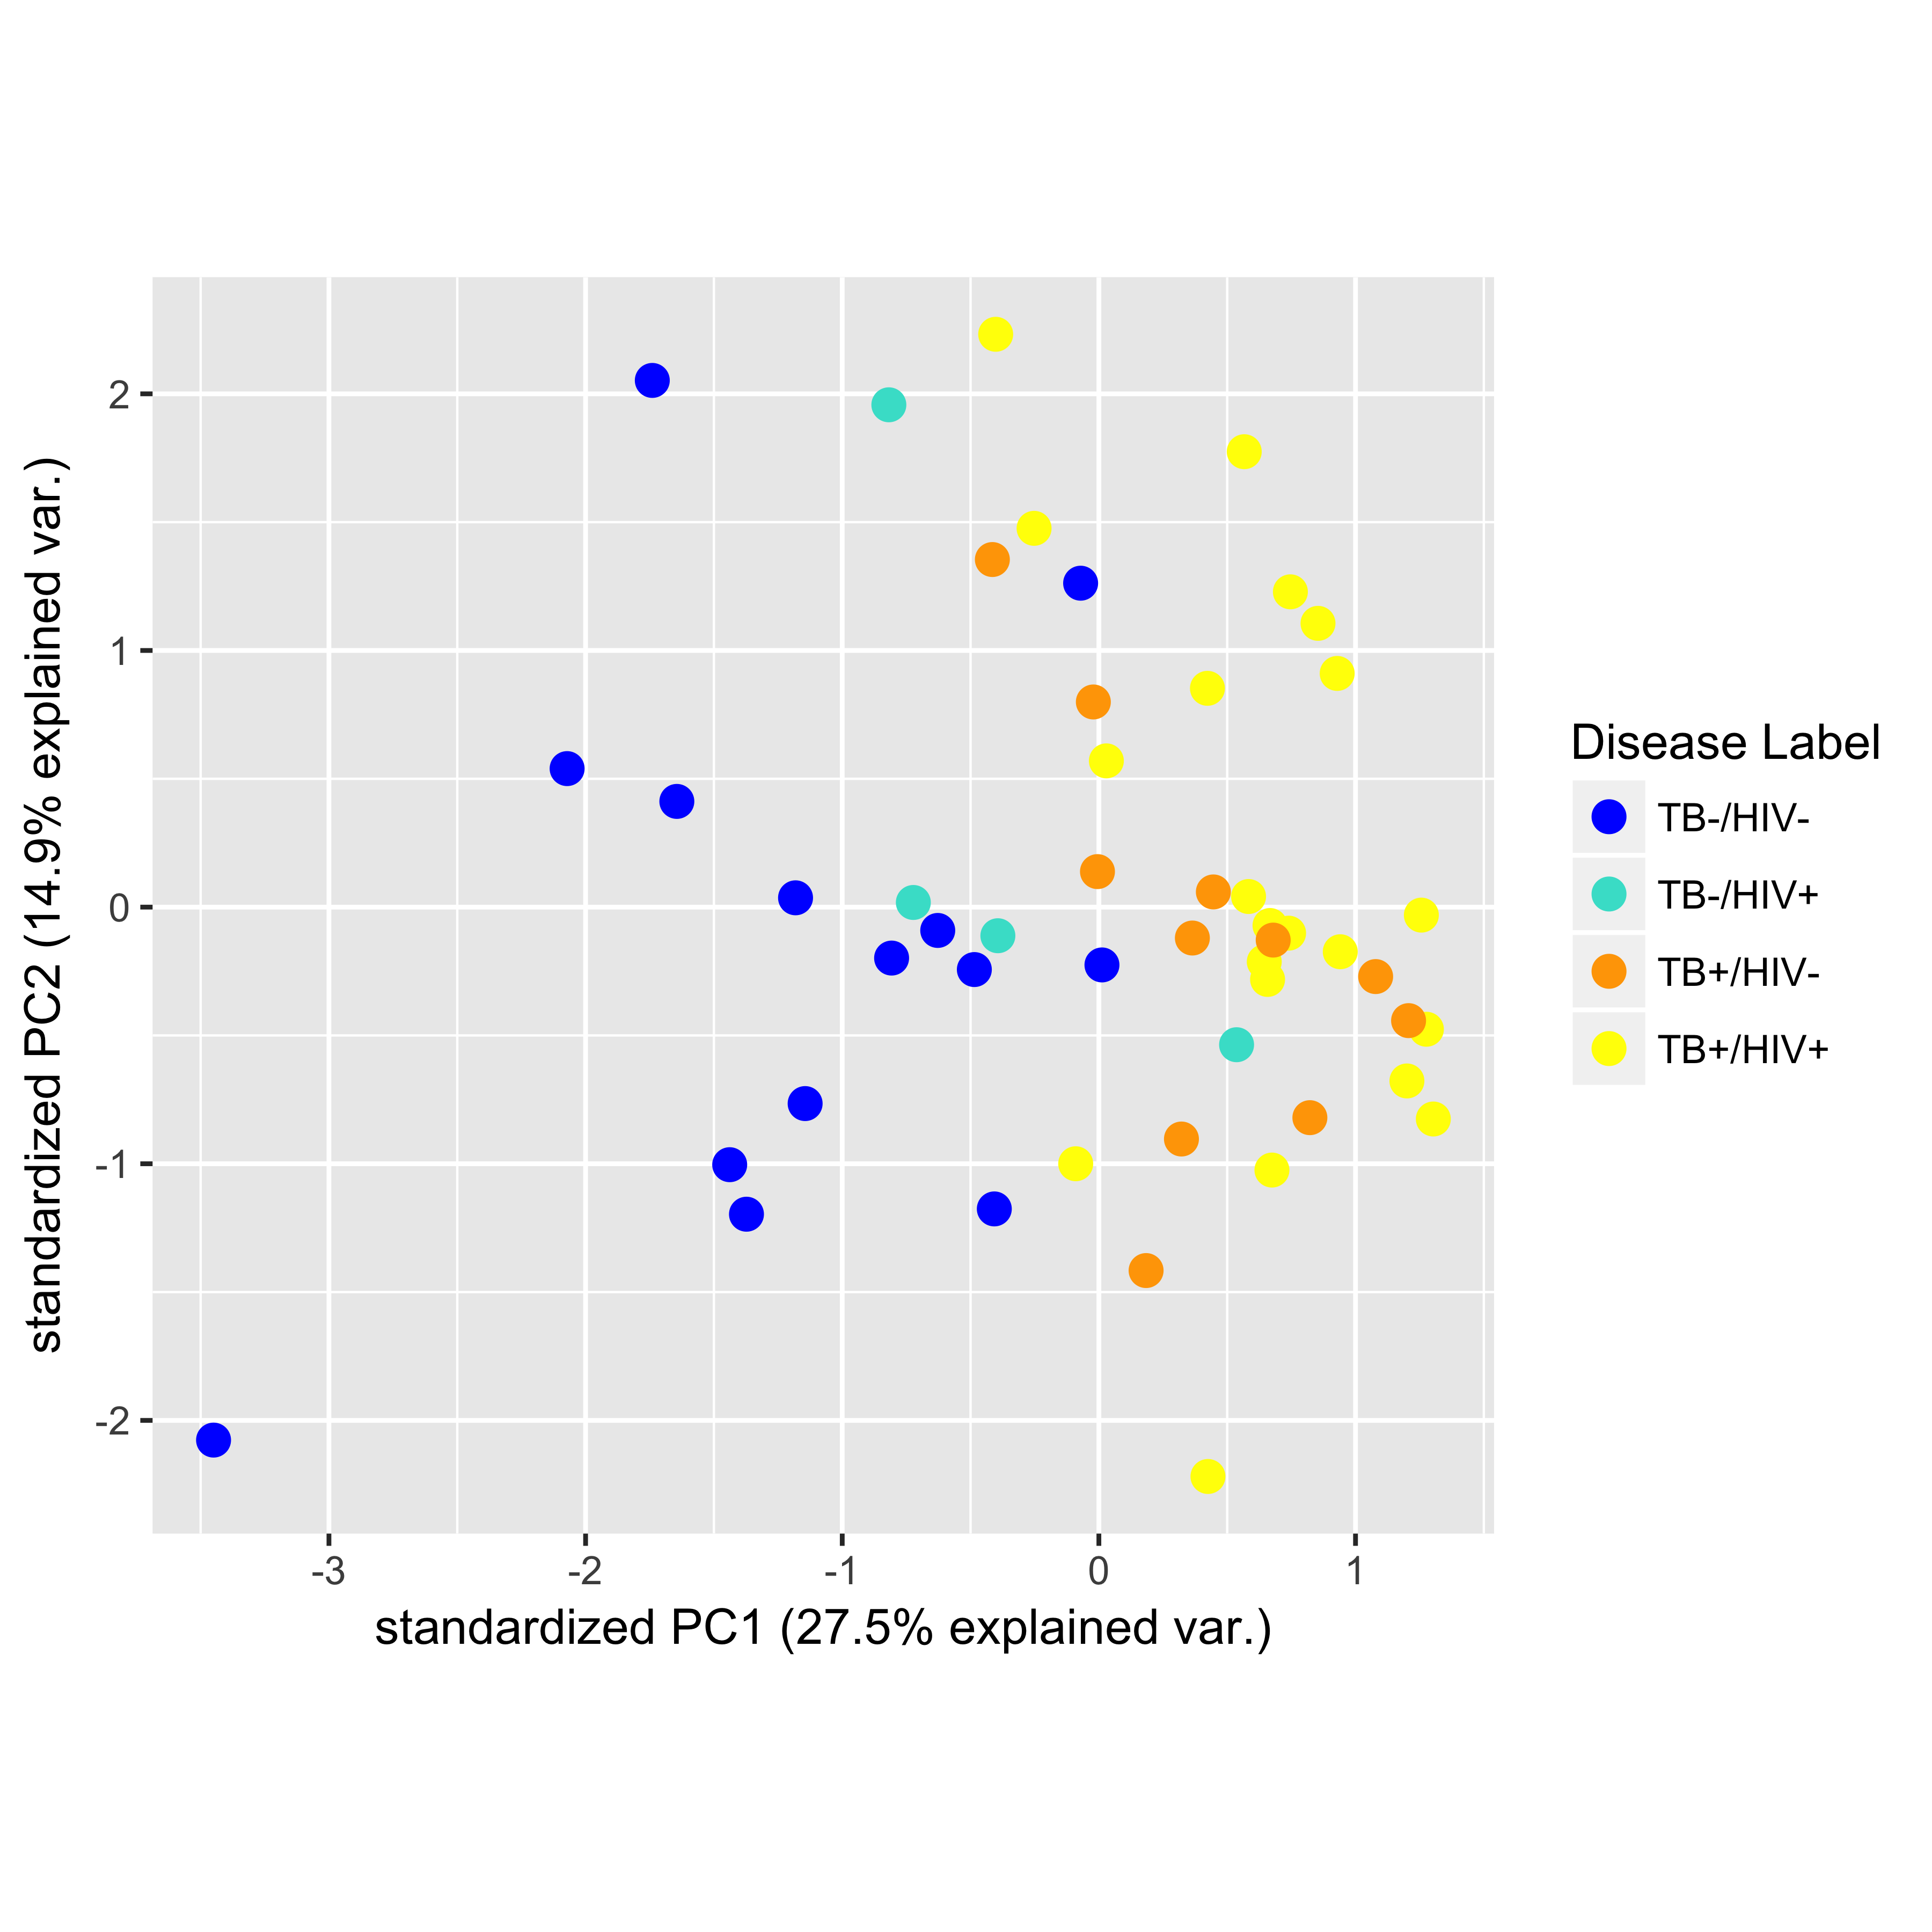 standardized PC2 (14.9% explained var.)
2
1
0
-1
-2
-3
-2
-1
0
1
standardized PC1 (27.5% explained var.)
Disease Label
TB-/HIV-
TB-/HIV+
TB+/HIV-
TB+/HIV+